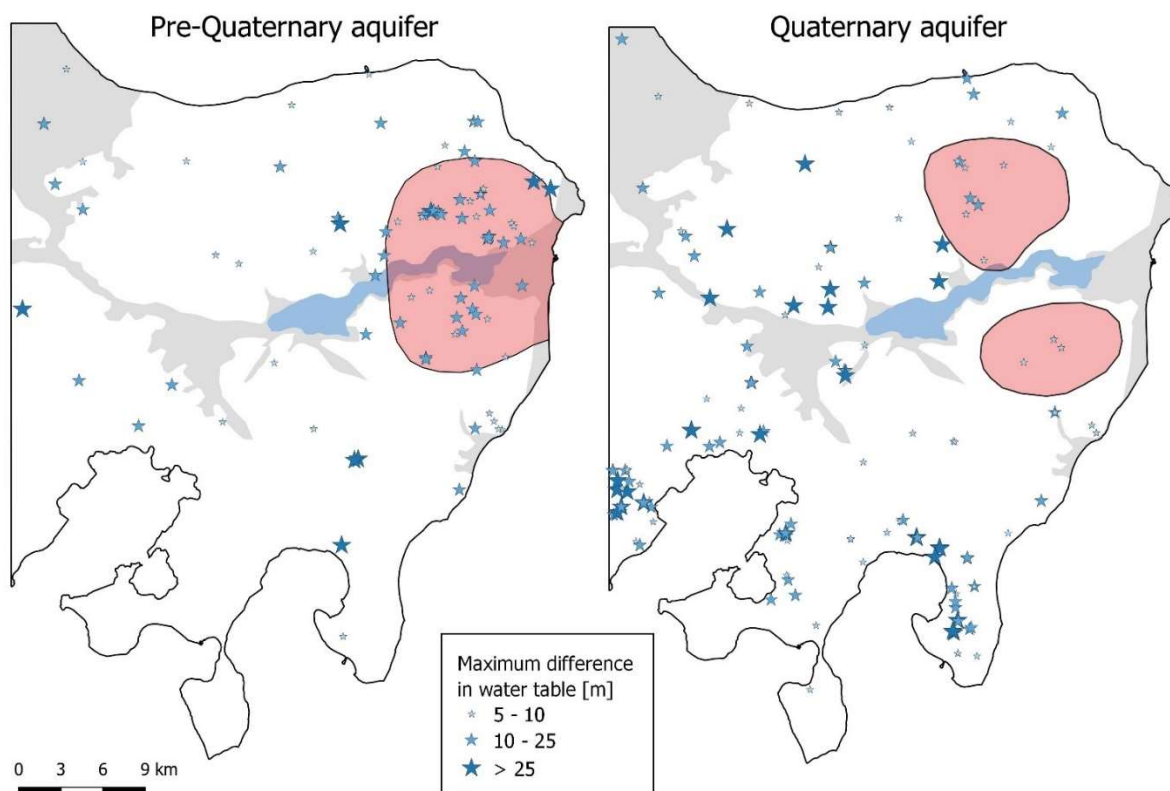 Pre-Quaternary aquifer
Quaternary aquifer
Maximum difference
in water table [m]
5 - 10
10 - 25
> 25
0 3 6 9 km